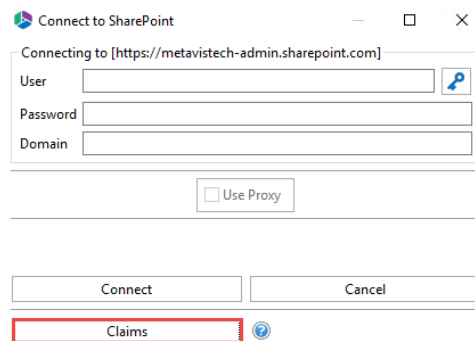 Connect to SharePoint
Connecting to [https://metavistech-admin.sharepoint.com]
User
Password
Domain
Use Proxy
Connect Cancel
Claims